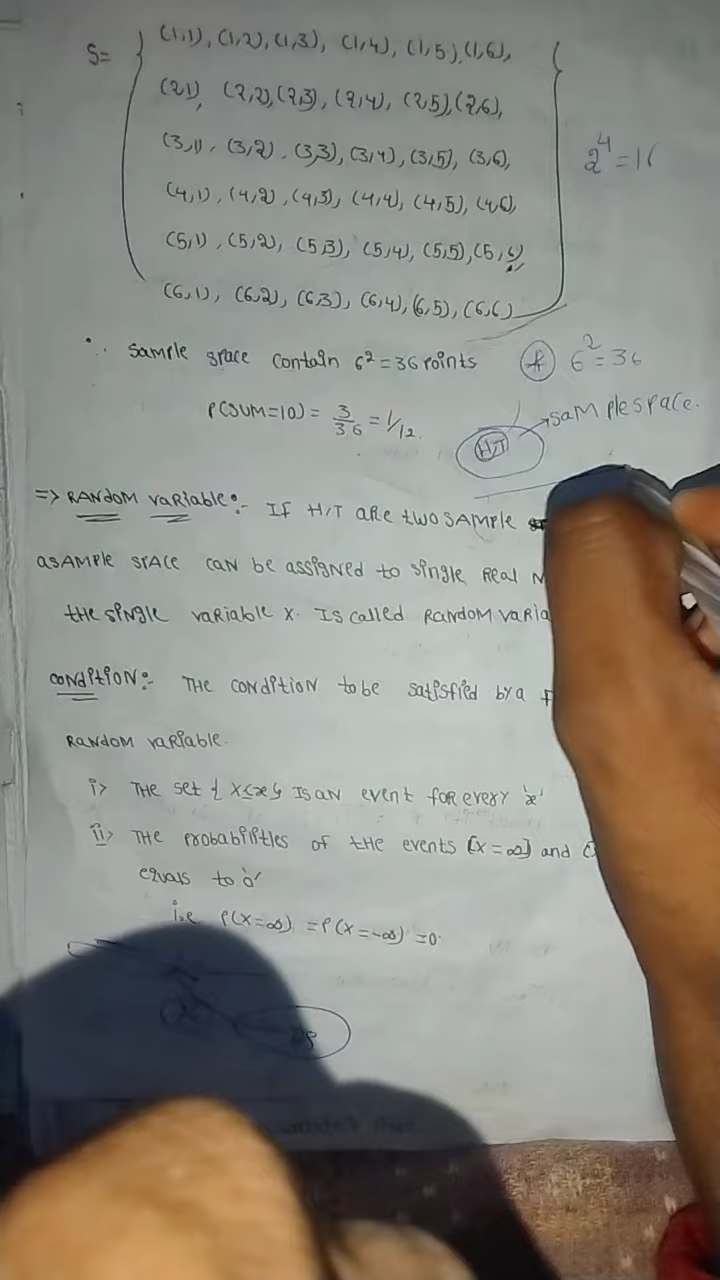 S= { (1,1), (1,2), (1,3), (1,4), (1,5), (1,6),
(2,1), (2,2), (2,3), (2,4), (2,5), (2,6),
(3,1), (3,2), (3,3), (3,4), (3,5), (3,6),
2^4=16
(4,1), (4,2), (4,3), (4,4), (4,5), (4,6),
(5,1), (5,2), (5,3), (5,4), (5,5), (5,6)
(6,1), (6,2), (6,3), (6,4), (6,5), (6,6) }
∴ Sample space contain 6²=36 points
6²=36
P(SUM=10) = 3/36 = 1/12.
H,T → sample space.
=> RANDOM variable:- If H,T are two SAMPLE
a SAMPLE space can be assigned to single Real
the single variable X. Is called Random
CONDITION:- THE CONDITION to be satisfied by a
Random variable.
i> THE set { X≤x } IS an event for every 'x'
ii> THE probabilities of the events {X=∞} and
equals to 'o'
i.e P(X=∞) = P(X=-∞) =0.